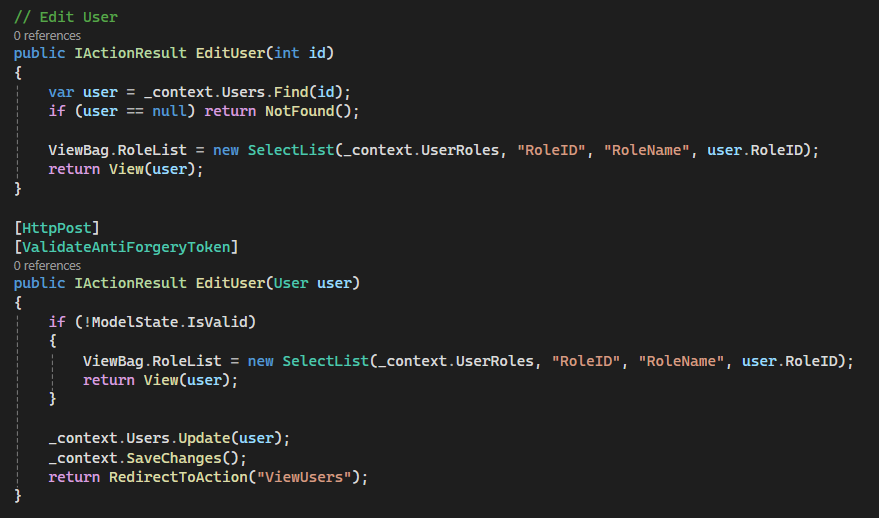 // Edit User
0 references
public IActionResult EditUser(int id)
{
    var user = _context.Users.Find(id);
    if (user == null) return NotFound();

    ViewBag.RoleList = new SelectList(_context.UserRoles, "RoleID", "RoleName", user.RoleID);
    return View(user);
}

[HttpPost]
[ValidateAntiForgeryToken]
0 references
public IActionResult EditUser(User user)
{
    if (!ModelState.IsValid)
    {
        ViewBag.RoleList = new SelectList(_context.UserRoles, "RoleID", "RoleName", user.RoleID);
        return View(user);
    }

    _context.Users.Update(user);
    _context.SaveChanges();
    return RedirectToAction("ViewUsers");
}